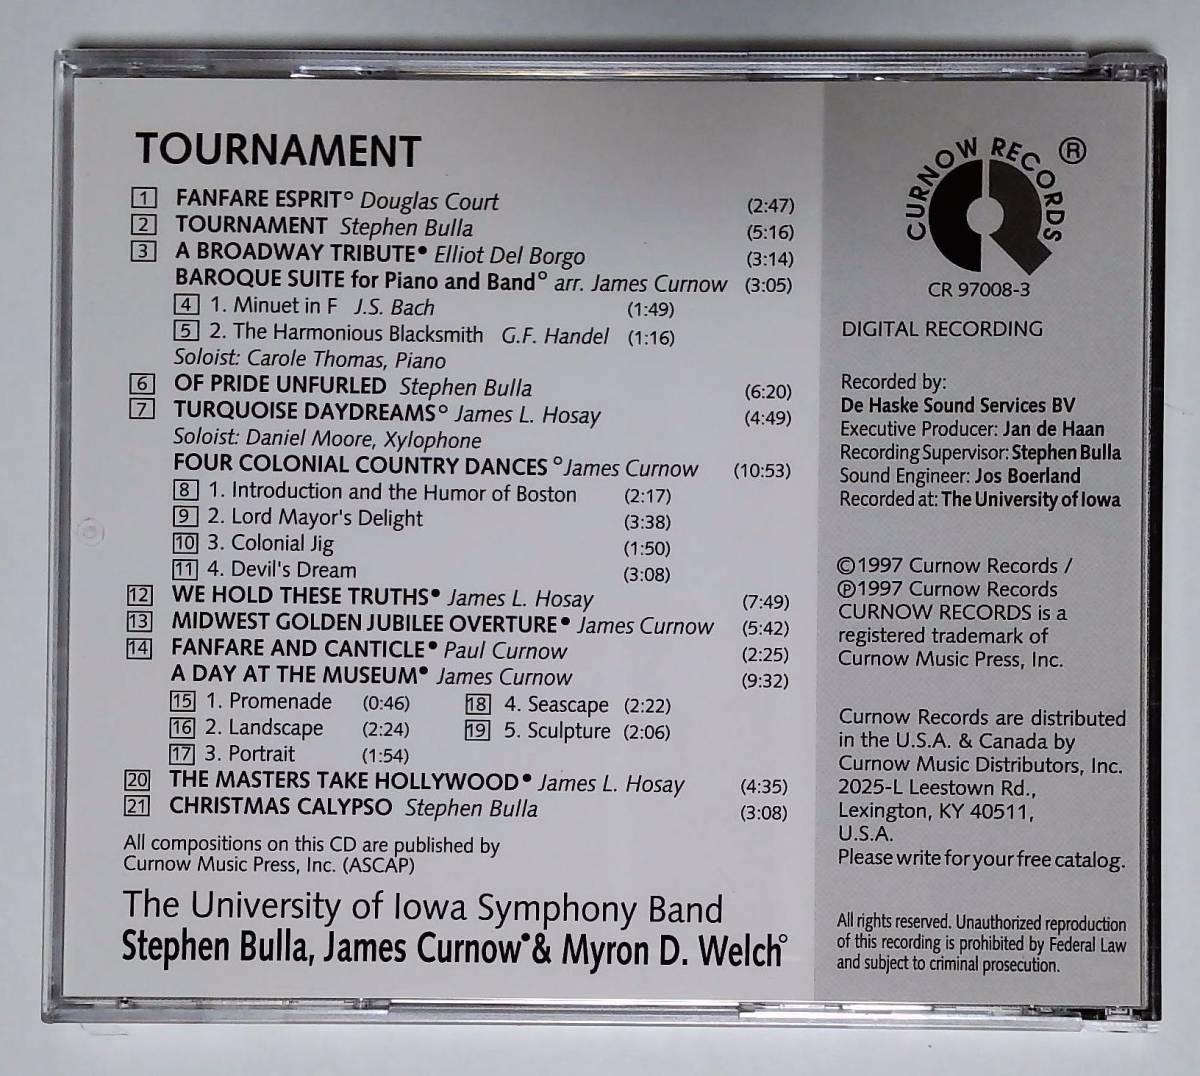 TOURNAMENT
1 FANFARE ESPRIT° Douglas Court (2:47)
2 TOURNAMENT Stephen Bulla (5:16)
3 A BROADWAY TRIBUTE• Elliot Del Borgo (3:14)
BAROQUE SUITE for Piano and Band° arr. James Curnow (3:05)
4 1. Minuet in F J.S. Bach (1:49)
5 2. The Harmonious Blacksmith G.F. Handel (1:16)
Soloist: Carole Thomas, Piano
6 OF PRIDE UNFURLED Stephen Bulla (6:20)
7 TURQUOISE DAYDREAMS° James L. Hosay (4:49)
Soloist: Daniel Moore, Xylophone
FOUR COLONIAL COUNTRY DANCES °James Curnow (10:53)
8 1. Introduction and the Humor of Boston (2:17)
9 2. Lord Mayor's Delight (3:38)
10 3. Colonial Jig (1:50)
11 4. Devil's Dream (3:08)
12 WE HOLD THESE TRUTHS• James L. Hosay (7:49)
13 MIDWEST GOLDEN JUBILEE OVERTURE• James Curnow (5:42)
14 FANFARE AND CANTICLE• Paul Curnow (2:25)
A DAY AT THE MUSEUM• James Curnow (9:32)
15 1. Promenade (0:46) 18 4. Seascape (2:22)
16 2. Landscape (2:24) 19 5. Sculpture (2:06)
17 3. Portrait (1:54)
20 THE MASTERS TAKE HOLLYWOOD• James L. Hosay (4:35)
21 CHRISTMAS CALYPSO Stephen Bulla (3:08)
All compositions on this CD are published by
Curnow Music Press, Inc. (ASCAP)
The University of Iowa Symphony Band
Stephen Bulla, James Curnow• & Myron D. Welch°
CURNOW RECORDS ®
CR 97008-3
DIGITAL RECORDING
Recorded by:
De Haske Sound Services BV
Executive Producer: Jan de Haan
Recording Supervisor: Stephen Bulla
Sound Engineer: Jos Boerland
Recorded at: The University of Iowa
©1997 Curnow Records /
℗1997 Curnow Records
CURNOW RECORDS is a
registered trademark of
Curnow Music Press, Inc.
Curnow Records are distributed
in the U.S.A. & Canada by
Curnow Music Distributors, Inc.
2025-L Leestown Rd.,
Lexington, KY 40511,
U.S.A.
Please write for your free catalog.
All rights reserved. Unauthorized reproduction
of this recording is prohibited by Federal Law
and subject to criminal prosecution.